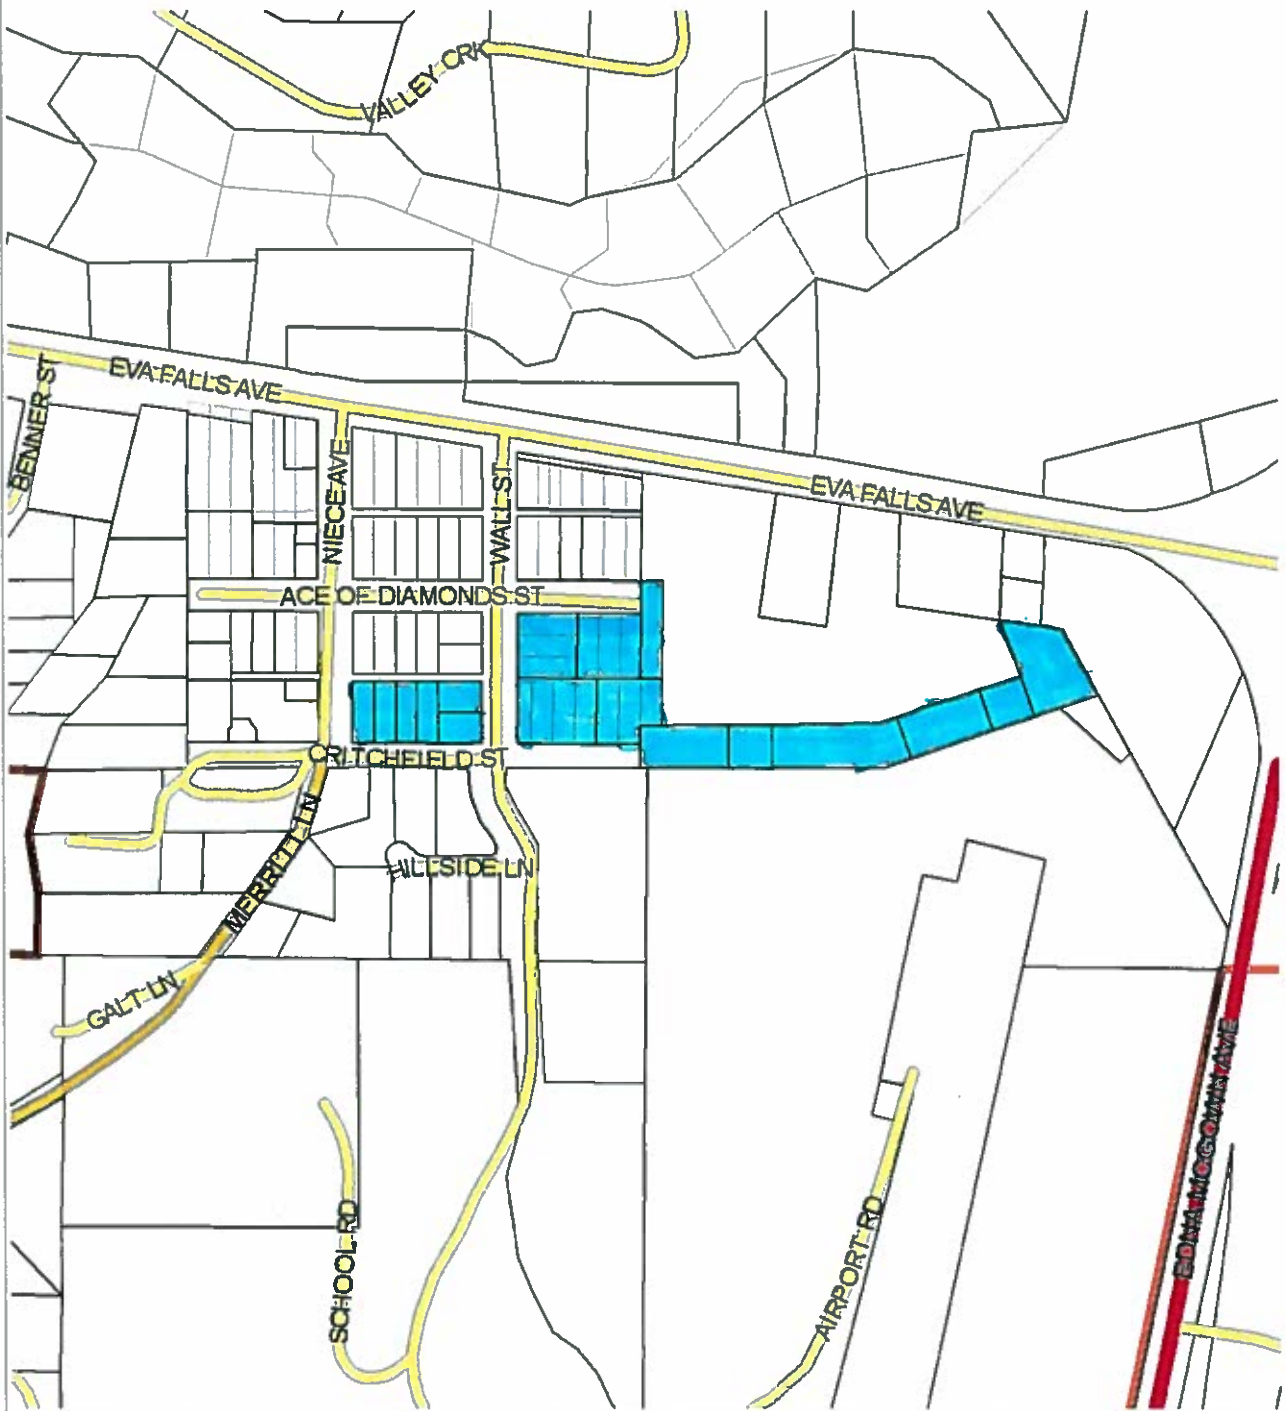 VALLEY CRK
EVA FALLS AVE
BENNER ST
NIECE AVE
WALL ST
EVA FALLS AVE
ACE OF DIAMONDS ST
CRITCHFIELD ST
MERRITT LN
HILLSIDE LN
GALT LN
SCHOOL RD
AIRPORT RD
EDNA MCGOWN AVE